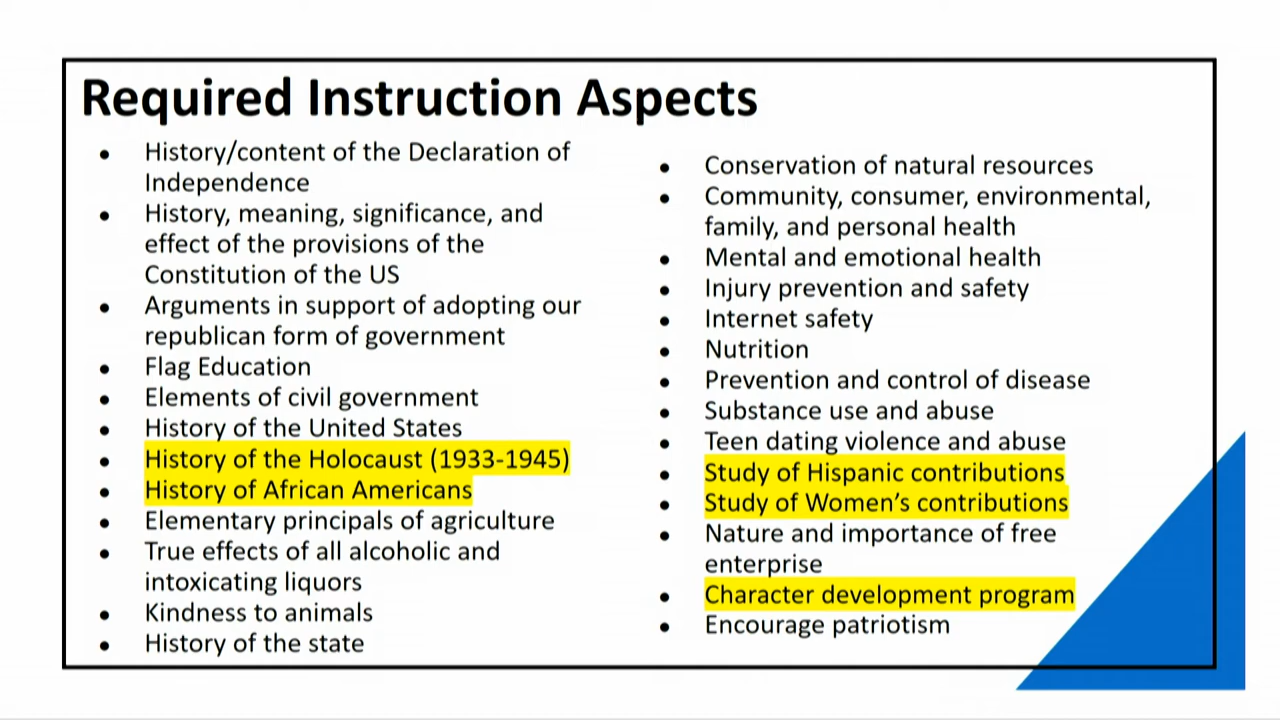 Required Instruction Aspects
• History/content of the Declaration of
Independence
• History, meaning, significance, and
effect of the provisions of the
Constitution of the US
• Arguments in support of adopting our
republican form of government
• Flag Education
• Elements of civil government
• History of the United States
• History of the Holocaust (1933-1945)
• History of African Americans
• Elementary principals of agriculture
• True effects of all alcoholic and
intoxicating liquors
• Kindness to animals
• History of the state
• Conservation of natural resources
• Community, consumer, environmental,
family, and personal health
• Mental and emotional health
• Injury prevention and safety
• Internet safety
• Nutrition
• Prevention and control of disease
• Substance use and abuse
• Teen dating violence and abuse
• Study of Hispanic contributions
• Study of Women’s contributions
• Nature and importance of free
enterprise
• Character development program
• Encourage patriotism